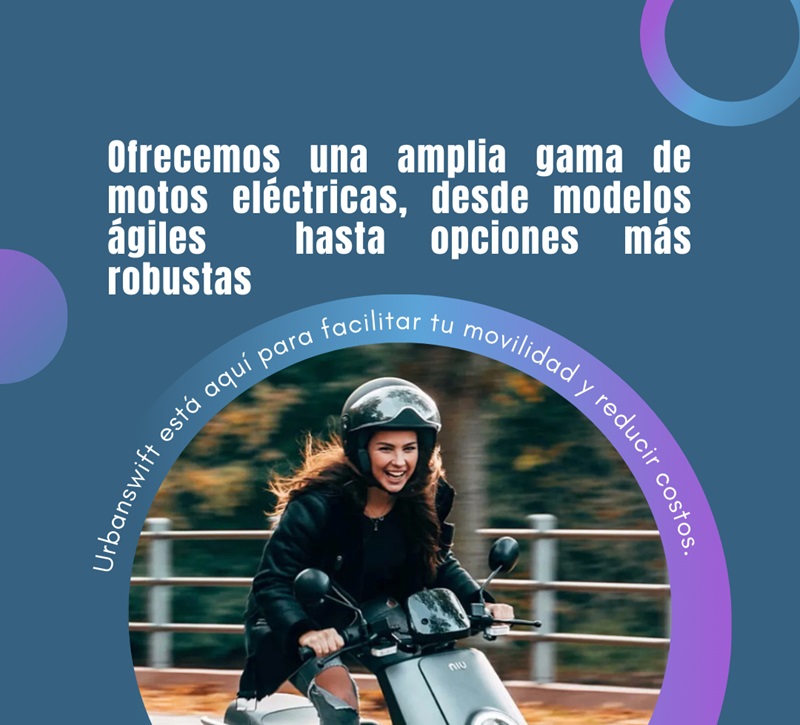 Ofrecemos una amplia gama de
motos eléctricas, desde modelos
ágiles hasta opciones más
robustas
Urbanswift está aquí para facilitar tu movilidad y reducir costos.
niu